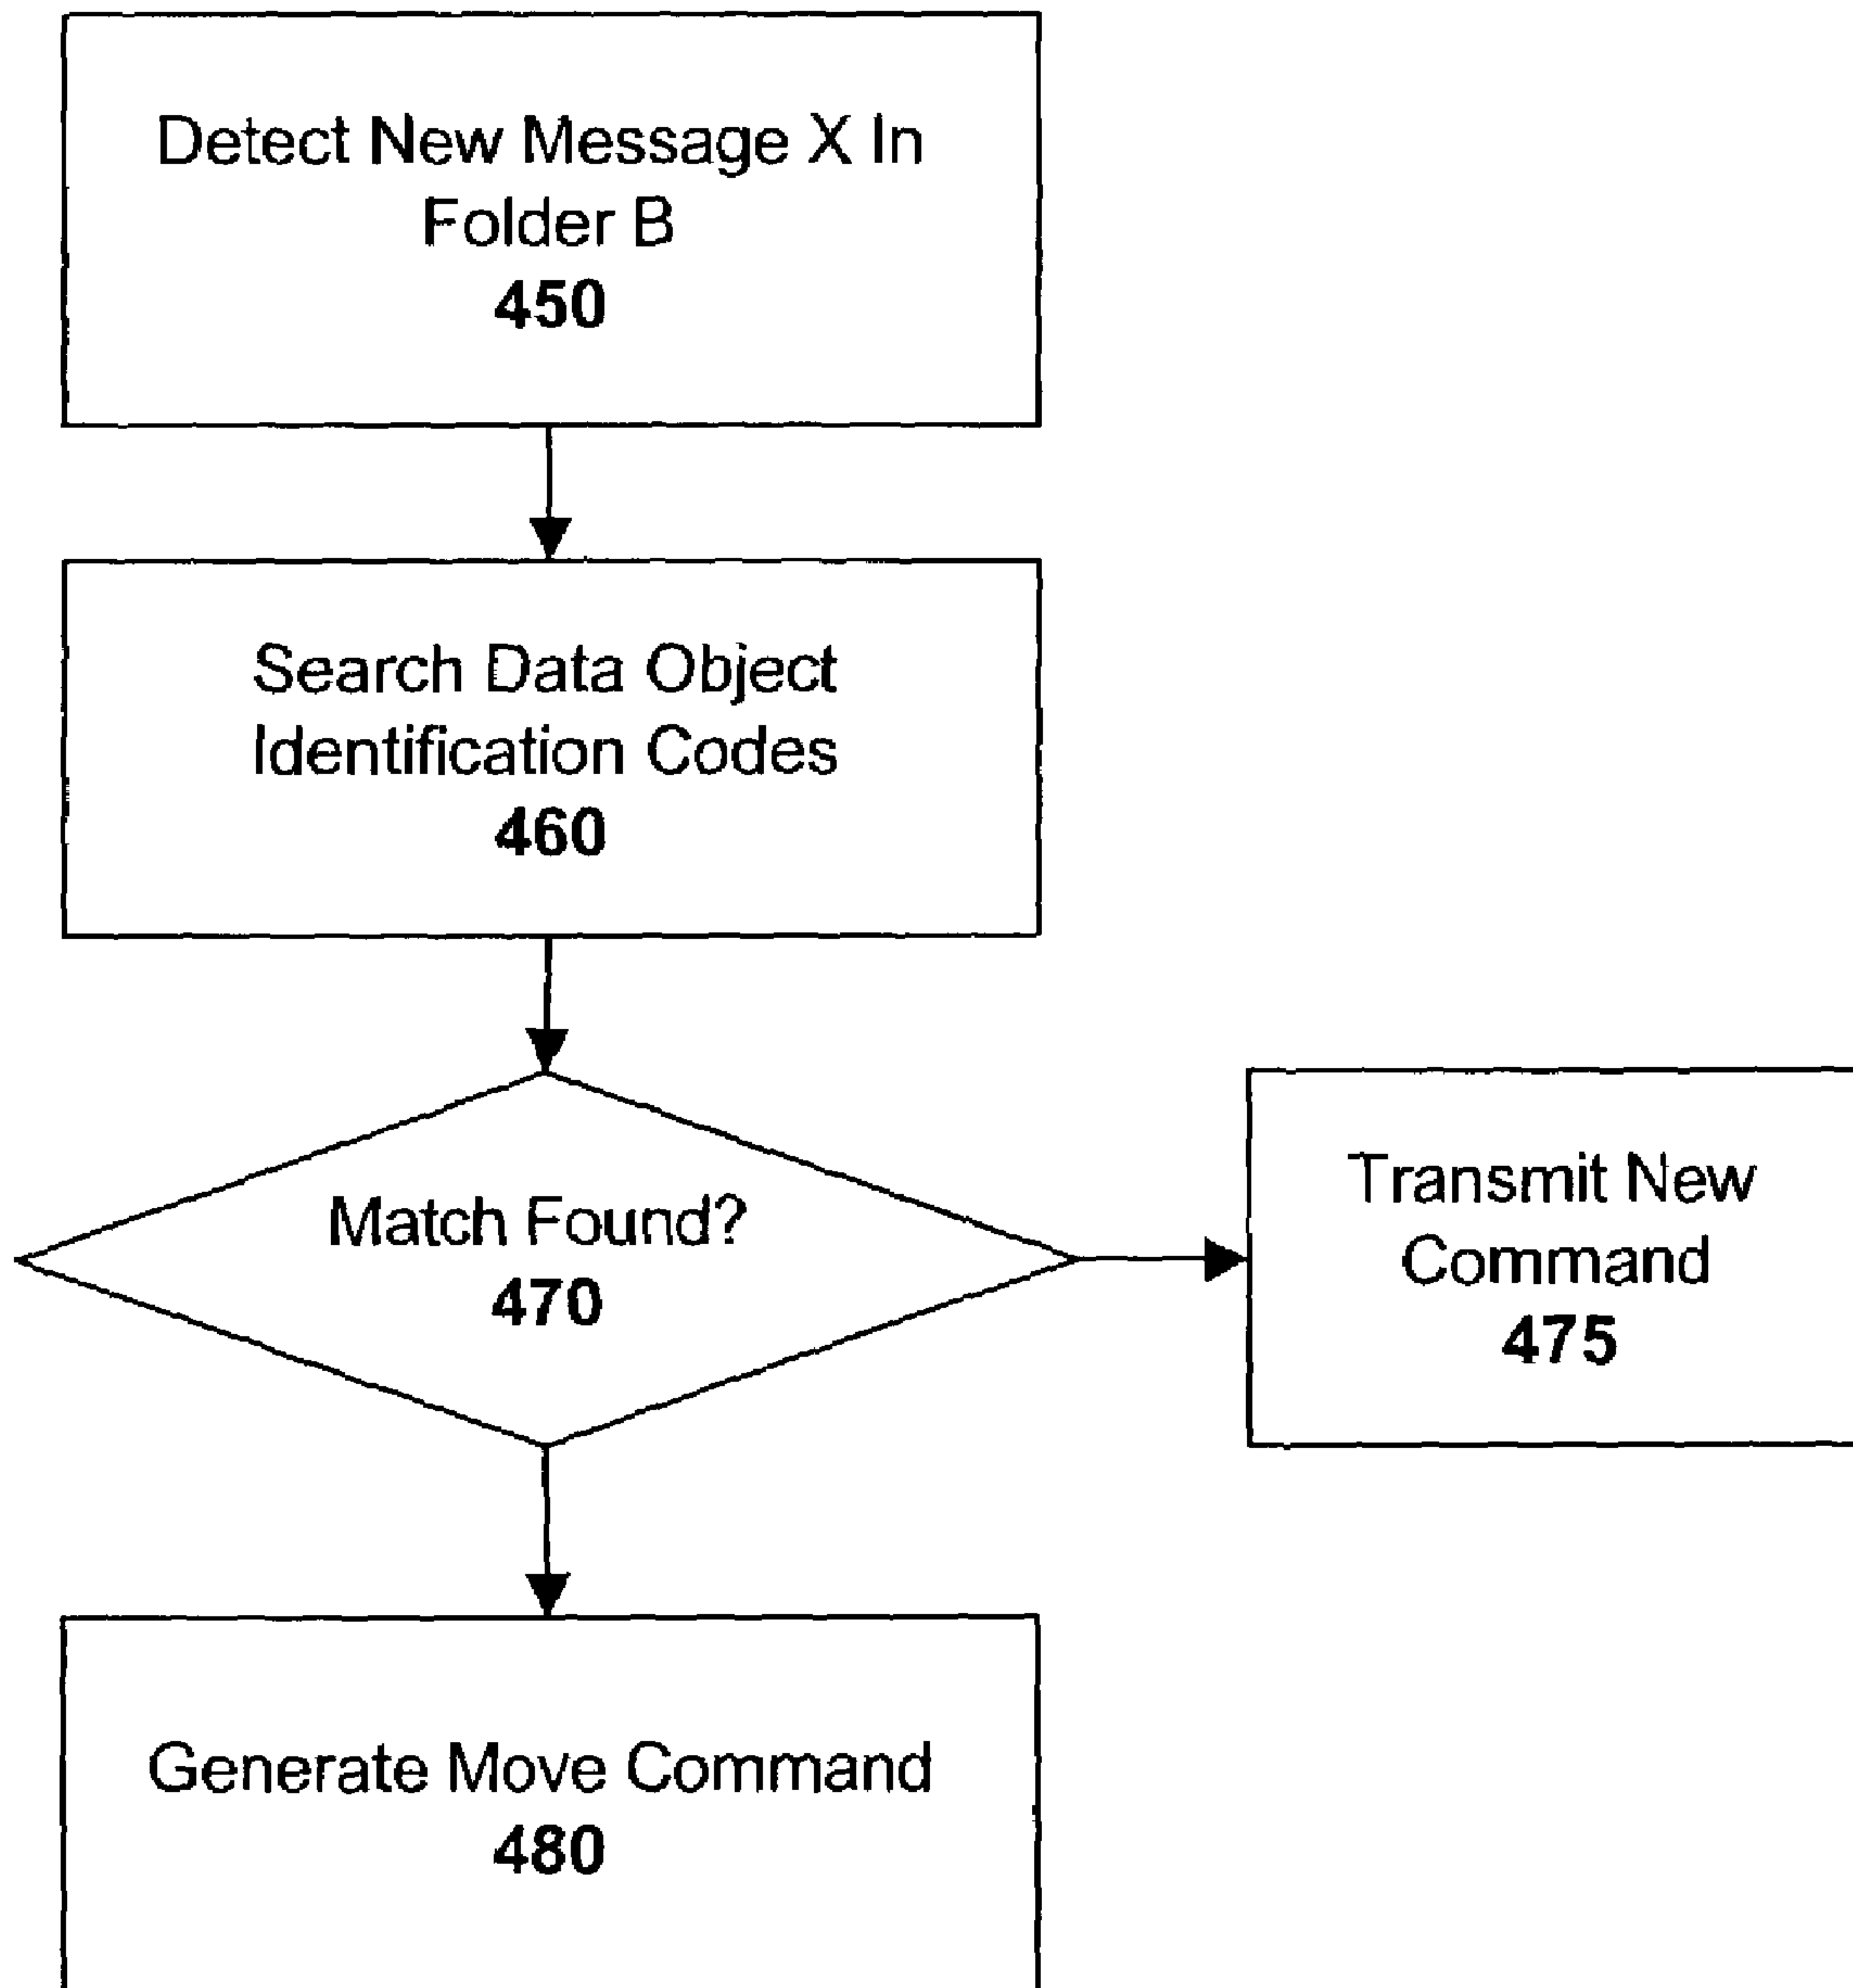 Detect New Message X In
Folder B
450
Search Data Object
Identification Codes
460
Match Found?
470
Transmit New
Command
475
Generate Move Command
480